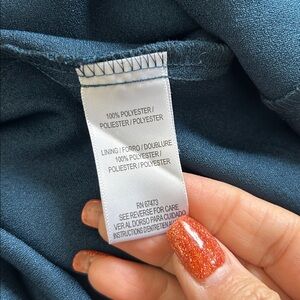 100% POLYESTER /
POLIESTER / POLYESTER
LINING / FORRO / DOUBLURE
100% POLYESTER /
POLIESTER / POLYESTER
RN 67473
SEE REVERSE FOR CARE
VER AL DORSO PARA CUIDADO
INSTRUCTIONS D'ENTRETIEN AU